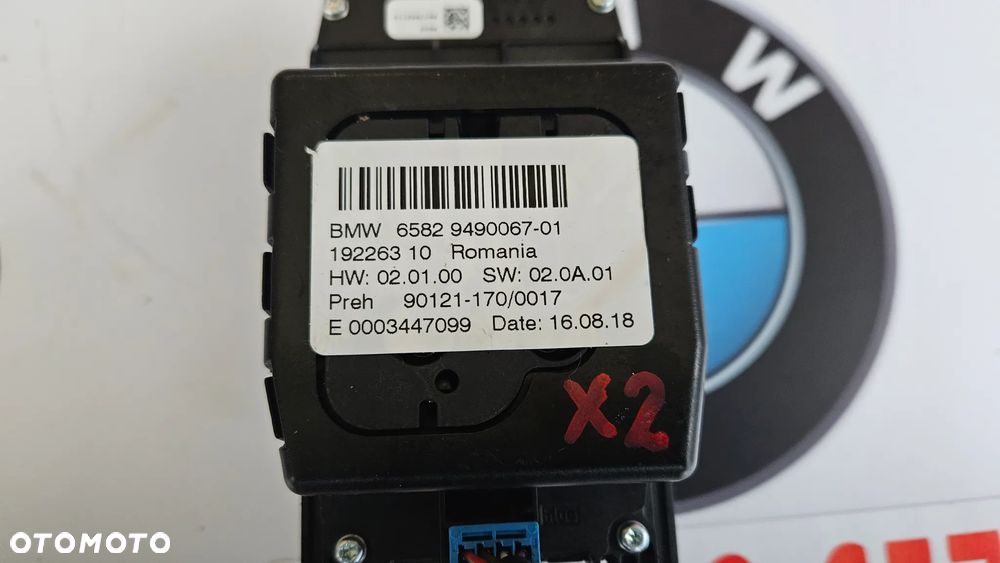 BMW 6582 9490067-01
192263 10 Romania
HW: 02.01.00 SW: 02.0A.01
Preh 90121-170/0017
E 0003447099 Date: 16.08.18
X2
W
OTOMOTO